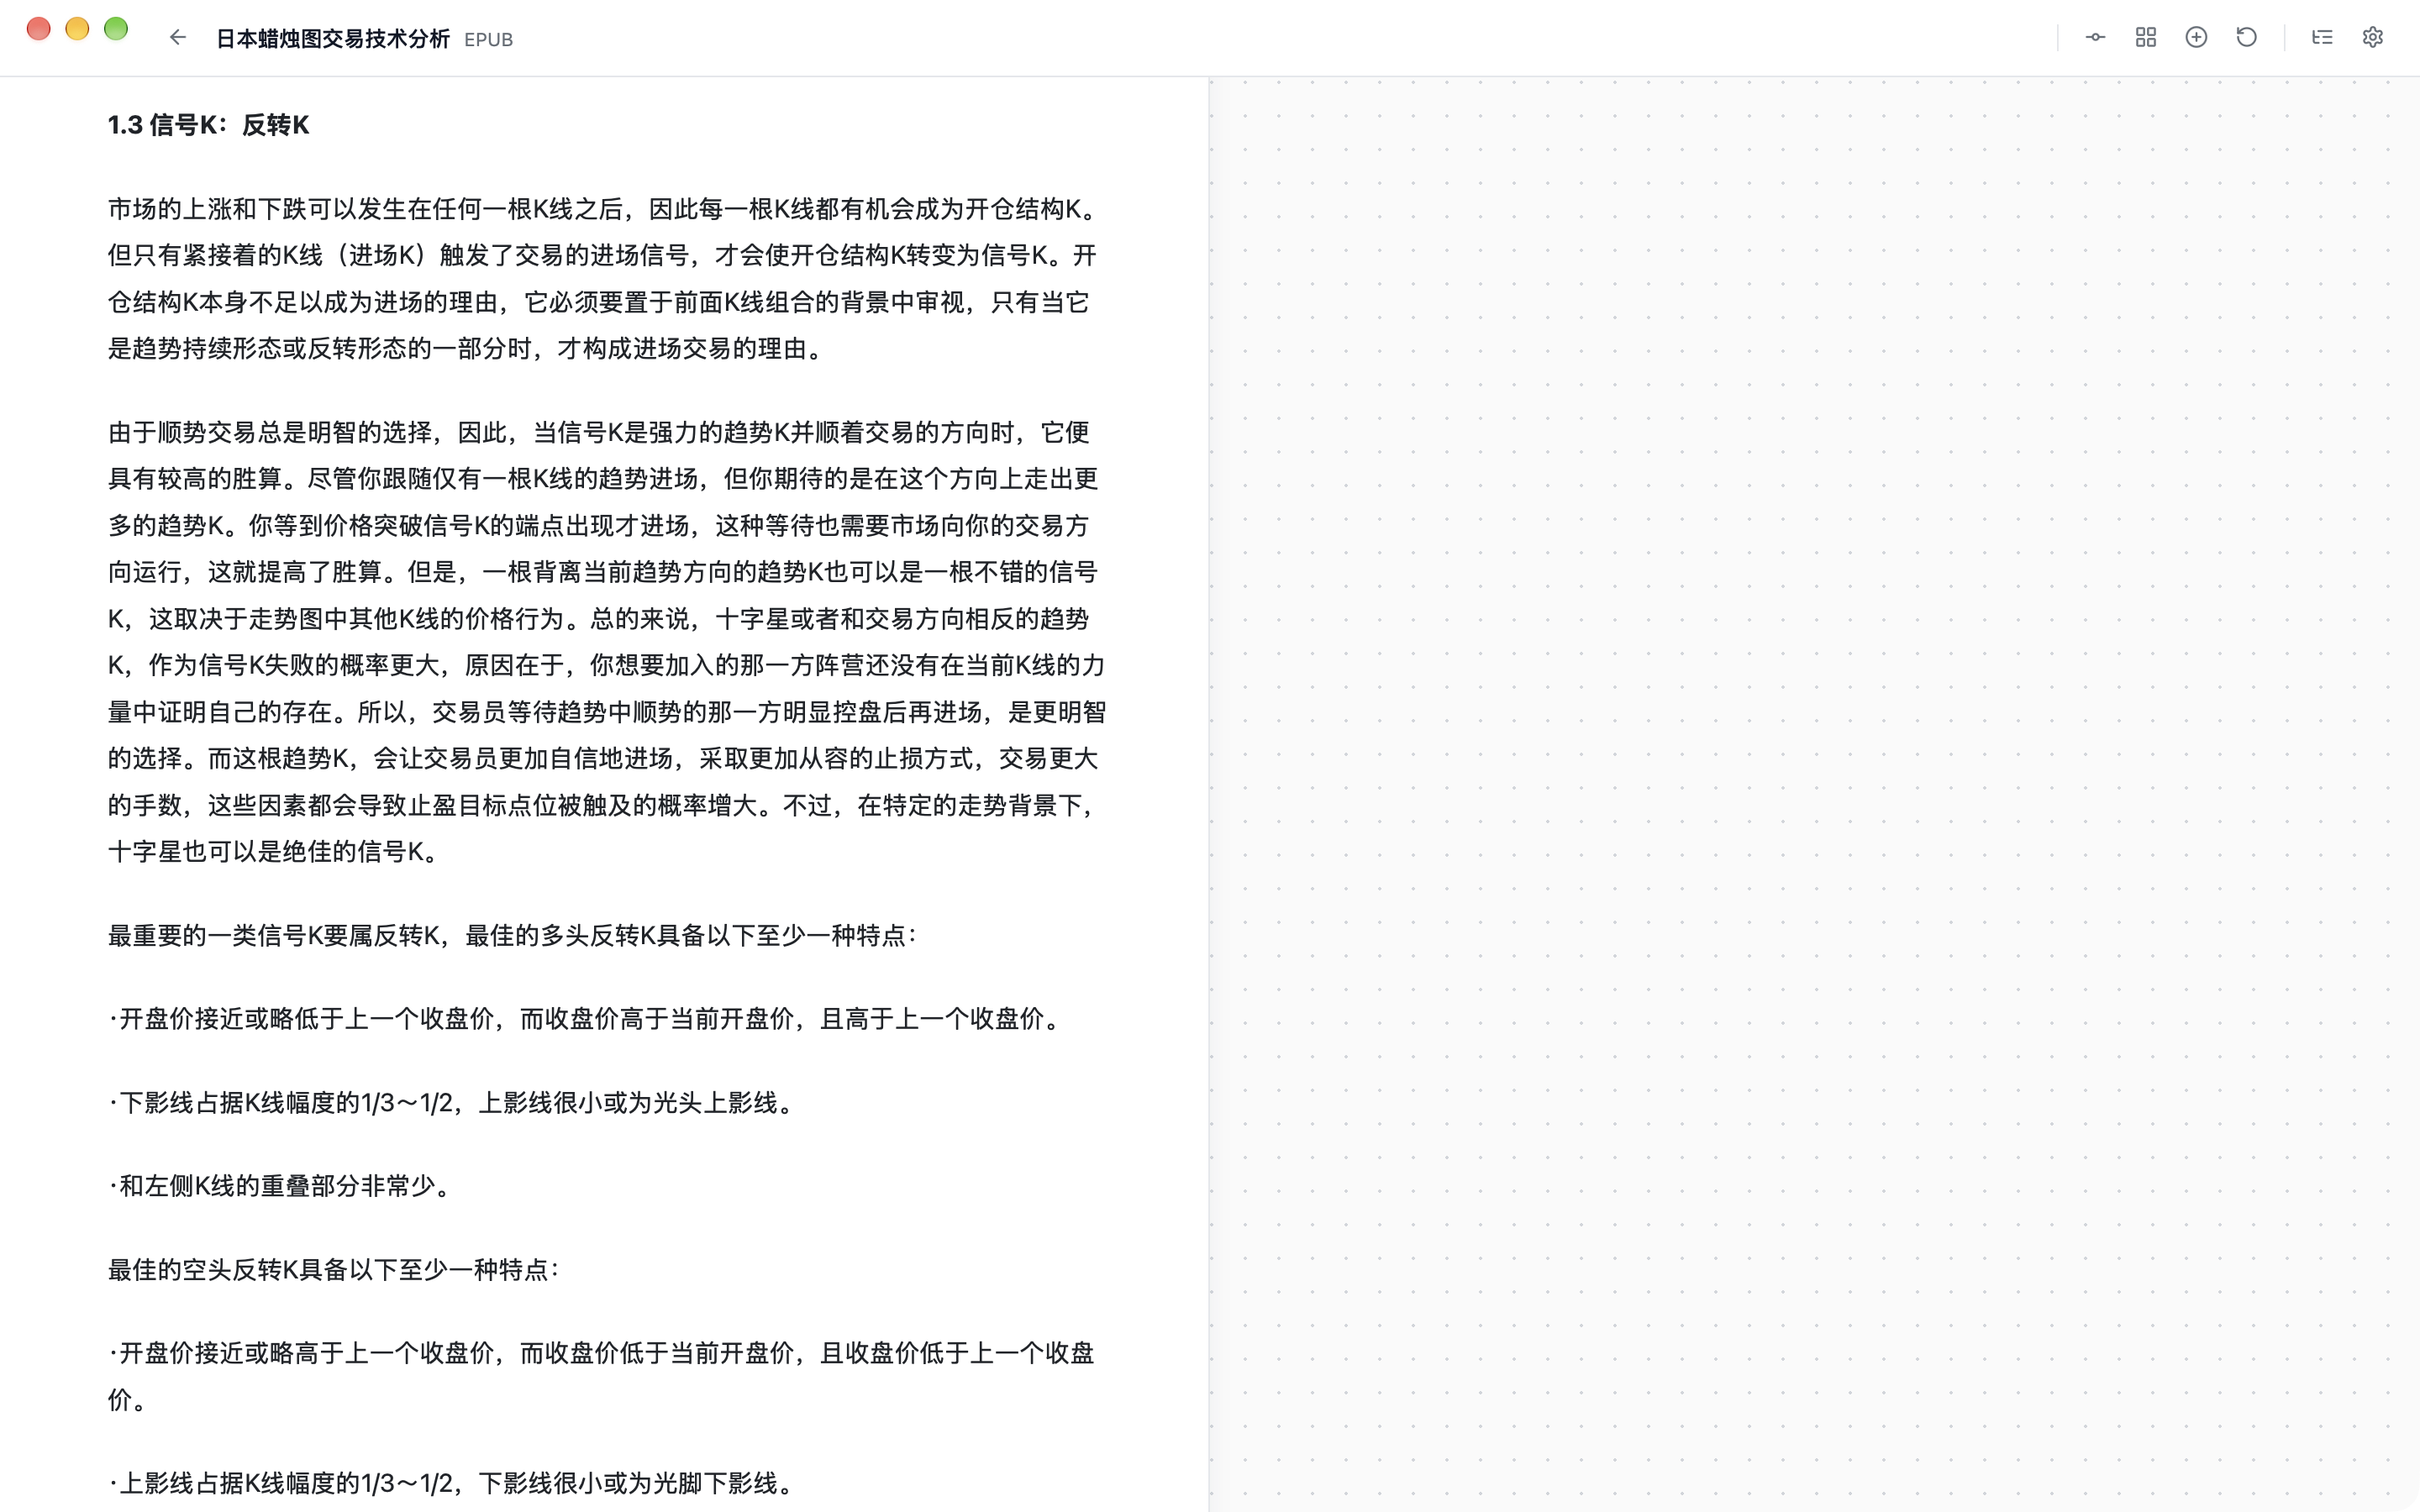 日本蜡烛图交易技术分析 EPUB
1.3 信号K：反转K
市场的上涨和下跌可以发生在任何一根K线之后，因此每一根K线都有机会成为开仓结构K。
但只有紧接着的K线（进场K）触发了交易的进场信号，才会使开仓结构K转变为信号K。开
仓结构K本身不足以成为进场的理由，它必须要置于前面K线组合的背景中审视，只有当它
是趋势持续形态或反转形态的一部分时，才构成进场交易的理由。
由于顺势交易总是明智的选择，因此，当信号K是强力的趋势K并顺着交易的方向时，它便
具有较高的胜算。尽管你跟随仅有一根K线的趋势进场，但你期待的是在这个方向上走出更
多的趋势K。你等到价格突破信号K的端点出现才进场，这种等待也需要市场向你的交易方
向运行，这就提高了胜算。但是，一根背离当前趋势方向的趋势K也可以是一根不错的信号
K，这取决于走势图中其他K线的价格行为。总的来说，十字星或者和交易方向相反的趋势
K，作为信号K失败的概率更大，原因在于，你想要加入的那一方阵营还没有在当前K线的力
量中证明自己的存在。所以，交易员等待趋势中顺势的那一方明显控盘后再进场，是更明智
的选择。而这根趋势K，会让交易员更加自信地进场，采取更加从容的止损方式，交易更大
的手数，这些因素都会导致止盈目标点位被触及的概率增大。不过，在特定的走势背景下，
十字星也可以是绝佳的信号K。
最重要的一类信号K要属反转K，最佳的多头反转K具备以下至少一种特点：
·开盘价接近或略低于上一个收盘价，而收盘价高于当前开盘价，且高于上一个收盘价。
·下影线占据K线幅度的1/3～1/2，上影线很小或为光头上影线。
·和左侧K线的重叠部分非常少。
最佳的空头反转K具备以下至少一种特点：
·开盘价接近或略高于上一个收盘价，而收盘价低于当前开盘价，且收盘价低于上一个收盘
价。
·上影线占据K线幅度的1/3～1/2，下影线很小或为光脚下影线。